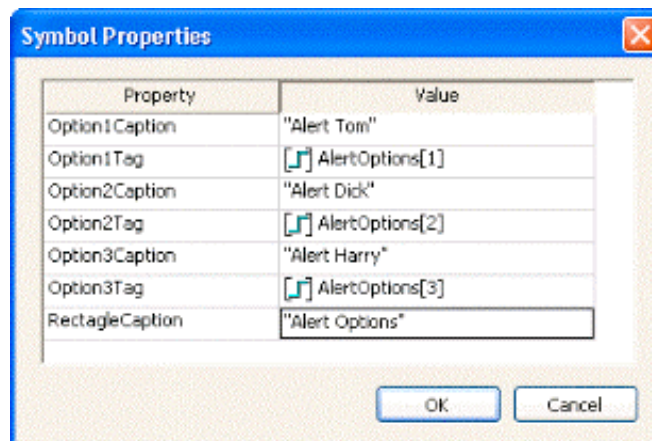 Symbol Properties
Property Value
Option1Caption "Alert Tom"
Option1Tag AlertOptions[1]
Option2Caption "Alert Dick"
Option2Tag AlertOptions[2]
Option3Caption "Alert Harry"
Option3Tag AlertOptions[3]
RectagleCaption "Alert Options"
OK Cancel